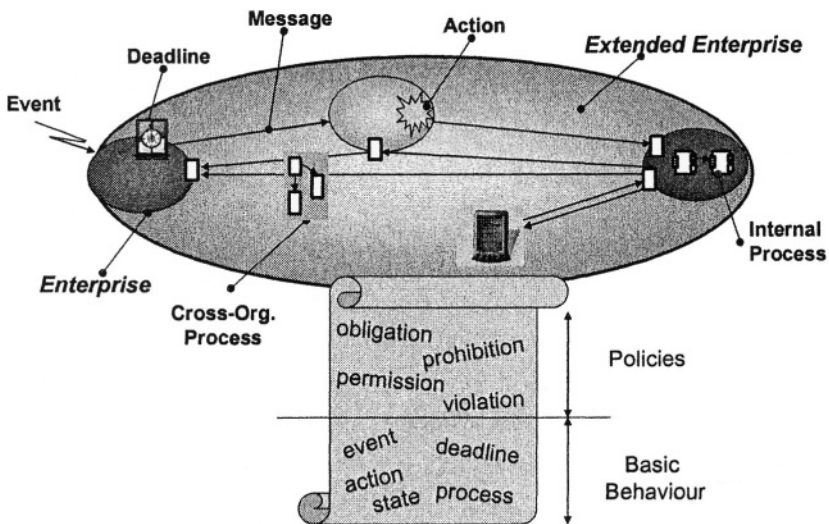 Message
Action
Deadline
Extended Enterprise
Event
Internal
Process
Enterprise
Cross-Org.
Process
obligation
prohibition
permission
violation
Policies
event
deadline
action
state
process
Basic
Behaviour